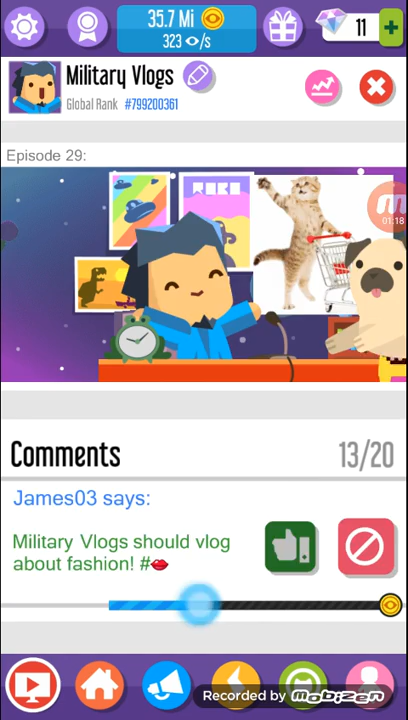 35.7 Mi
323 /s
11
Military Vlogs
Global Rank #799200361
Episode 29:
01:18
Comments 13/20
James03 says:
Military Vlogs should vlog
about fashion! #
Recorded by mobizen